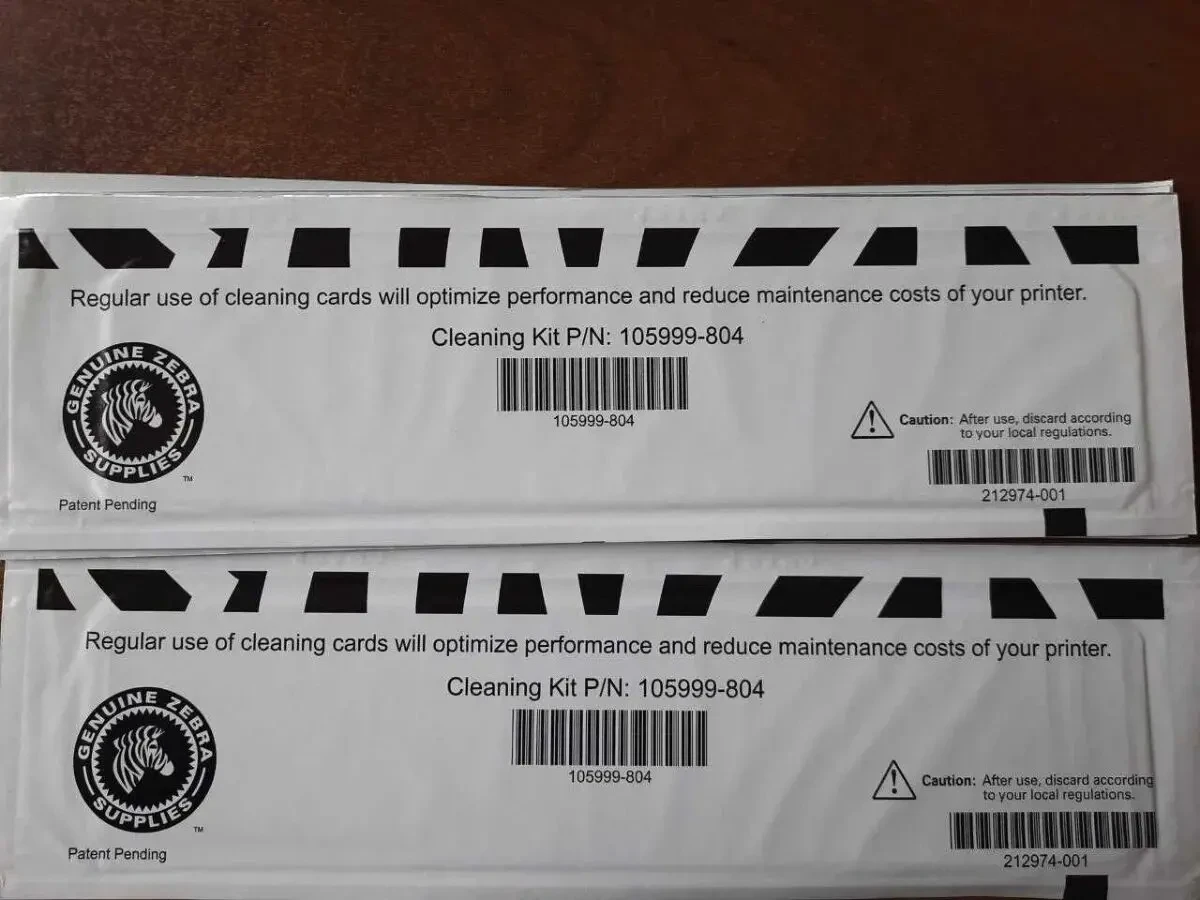 Regular use of cleaning cards will optimize performance and reduce maintenance costs of your printer.
Cleaning Kit P/N: 105999-804
105999-804
GENUINE ZEBRA
SUPPLIES
TM
Patent Pending
Caution: After use, discard according
to your local regulations.
212974-001
Regular use of cleaning cards will optimize performance and reduce maintenance costs of your printer.
Cleaning Kit P/N: 105999-804
105999-804
GENUINE ZEBRA
SUPPLIES
TM
Patent Pending
Caution: After use, discard according
to your local regulations.
212974-001